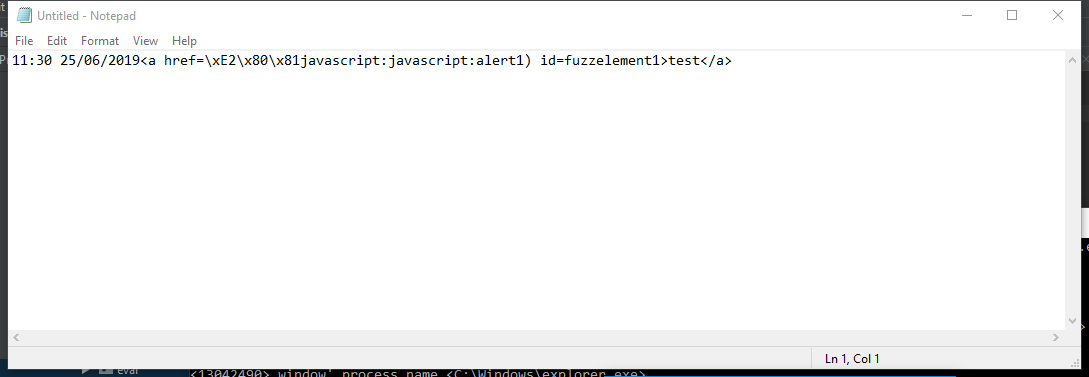 Untitled - Notepad
File Edit Format View Help
11:30 25/06/2019<a href=\xE2\x80\x81javascript:javascript:alert1) id=fuzzelement1>test</a>
Ln 1, Col 1
eval
<13042490> window' process name <C:\Windows\explorer.exe>